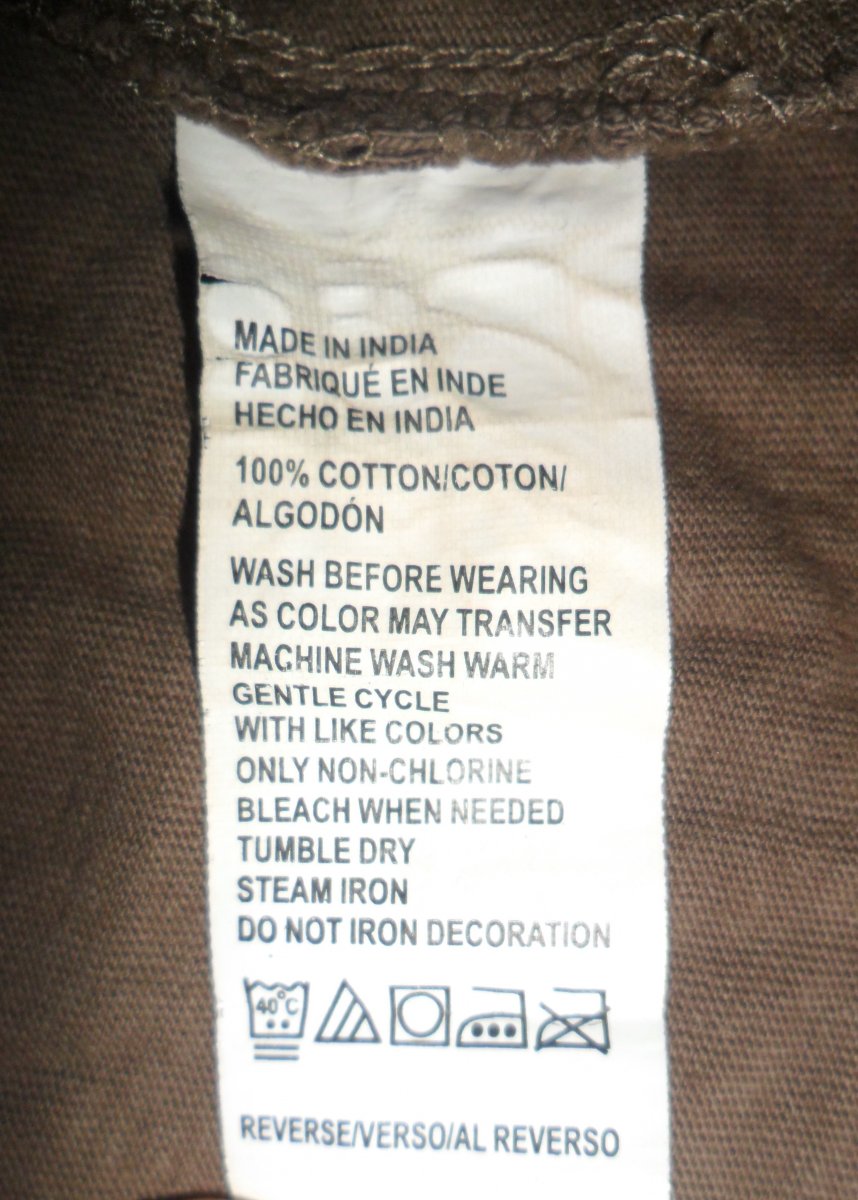 MADE IN INDIA
FABRIQUÉ EN INDE
HECHO EN INDIA
100% COTTON/COTON/
ALGODÓN
WASH BEFORE WEARING
AS COLOR MAY TRANSFER
MACHINE WASH WARM
GENTLE CYCLE
WITH LIKE COLORS
ONLY NON-CHLORINE
BLEACH WHEN NEEDED
TUMBLE DRY
STEAM IRON
DO NOT IRON DECORATION
40°C
REVERSE/VERSO/AL REVERSO